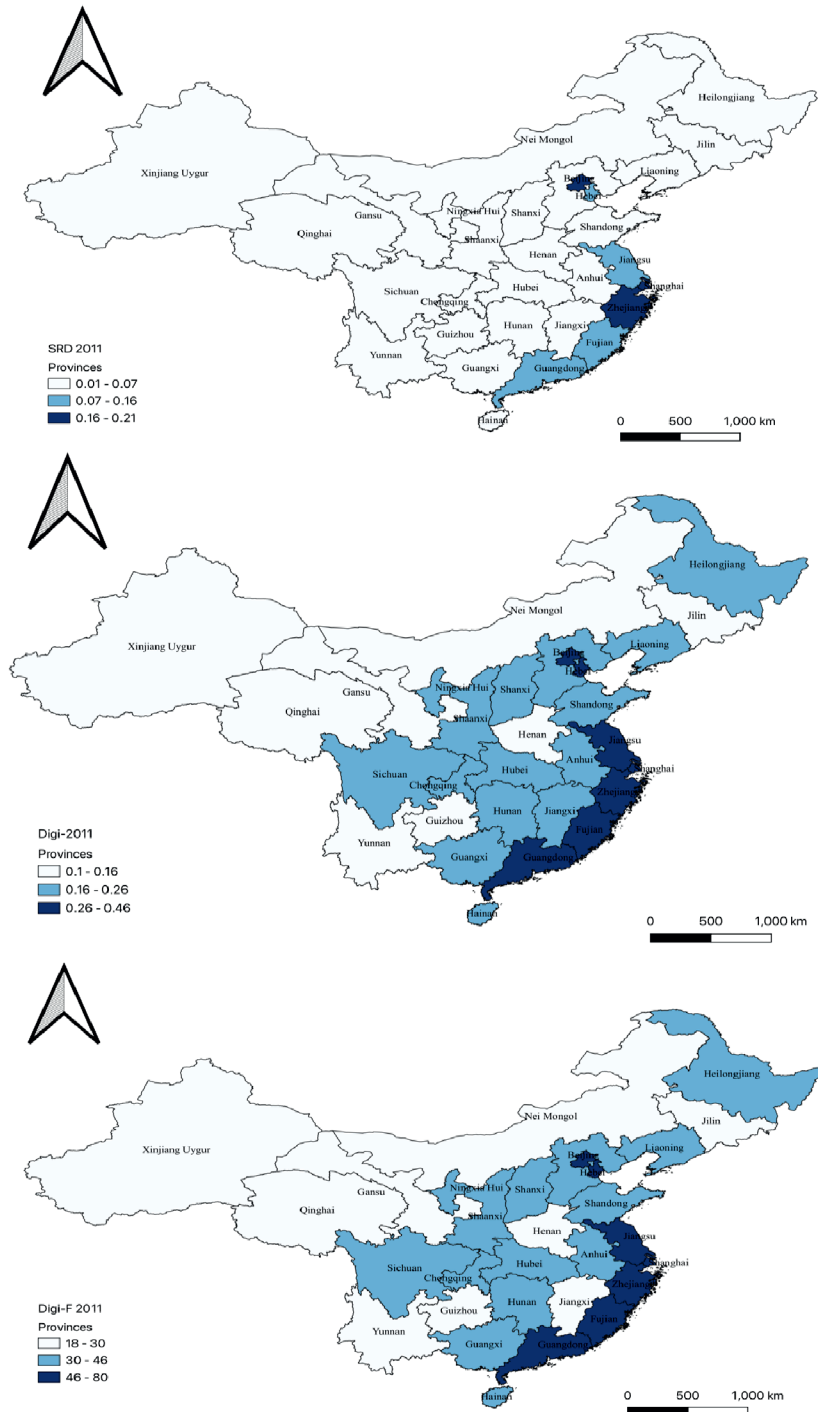 Heilongjiang
Nei Mongol
Jilin
Xinjiang Uygur
Liaoning
Beijing
Hebei
Gansu
Ningxia Hui
Shanxi
Shandong
Qinghai
Shaanxi
Henan
Jiangsu
Anhui
Shanghai
Sichuan
Hubei
Chongqing
Zhejiang
Hunan
Jiangxi
Guizhou
Fujian
Yunnan
Guangxi
Guangdong
Hainan
SRD 2011
Provinces
0.01 - 0.07
0.07 - 0.16
0.16 - 0.21
0 500 1,000 km
Heilongjiang
Nei Mongol
Jilin
Xinjiang Uygur
Liaoning
Beijing
Hebei
Gansu
Ningxia Hui
Shanxi
Shandong
Qinghai
Shaanxi
Henan
Jiangsu
Anhui
Shanghai
Sichuan
Hubei
Chongqing
Zhejiang
Hunan
Jiangxi
Guizhou
Fujian
Yunnan
Guangxi
Guangdong
Hainan
Digi-2011
Provinces
0.1 - 0.16
0.16 - 0.26
0.26 - 0.46
0 500 1,000 km
Heilongjiang
Nei Mongol
Jilin
Xinjiang Uygur
Liaoning
Beijing
Hebei
Gansu
Ningxia Hui
Shanxi
Shandong
Qinghai
Shaanxi
Henan
Jiangsu
Anhui
Shanghai
Sichuan
Hubei
Chongqing
Zhejiang
Hunan
Jiangxi
Guizhou
Fujian
Yunnan
Guangxi
Guangdong
Hainan
Digi-F 2011
Provinces
18 - 30
30 - 46
46 - 80
0 500 1,000 km